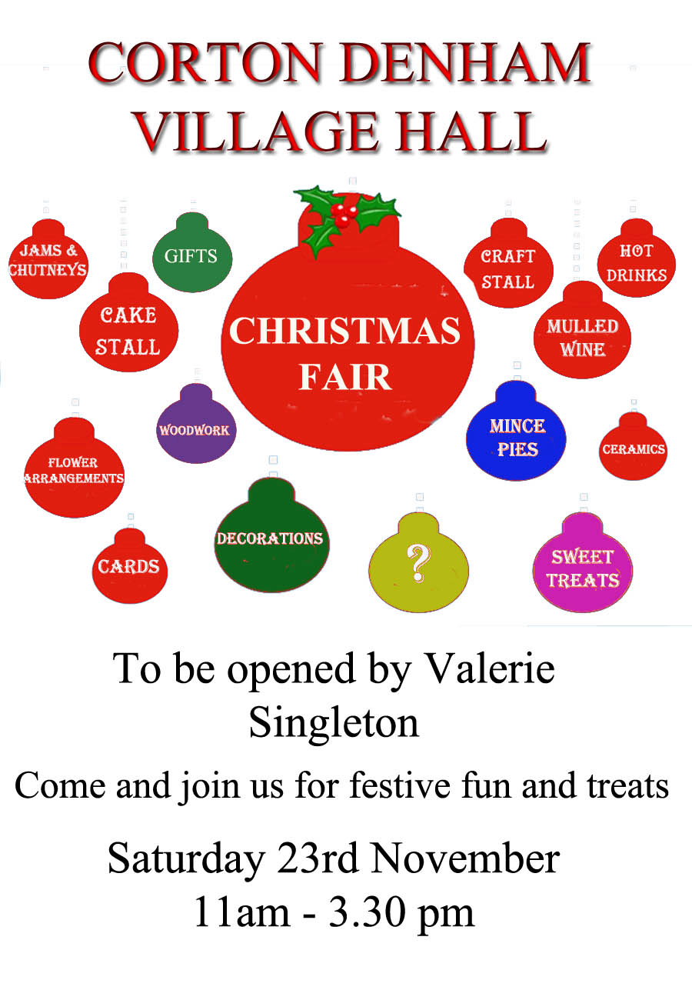 CORTON DENHAM
VILLAGE HALL
JAMS &
CHUTNEYS
CAKE
STALL
GIFTS
CHRISTMAS
FAIR
CRAFT
STALL
HOT
DRINKS
MULLED
WINE
FLOWER
ARRANGEMENTS
WOODWORK
MINCE
PIES
CERAMICS
CARDS
DECORATIONS
?
SWEET
TREATS
To be opened by Valerie
Singleton
Come and join us for festive fun and treats
Saturday 23rd November
11am - 3.30 pm